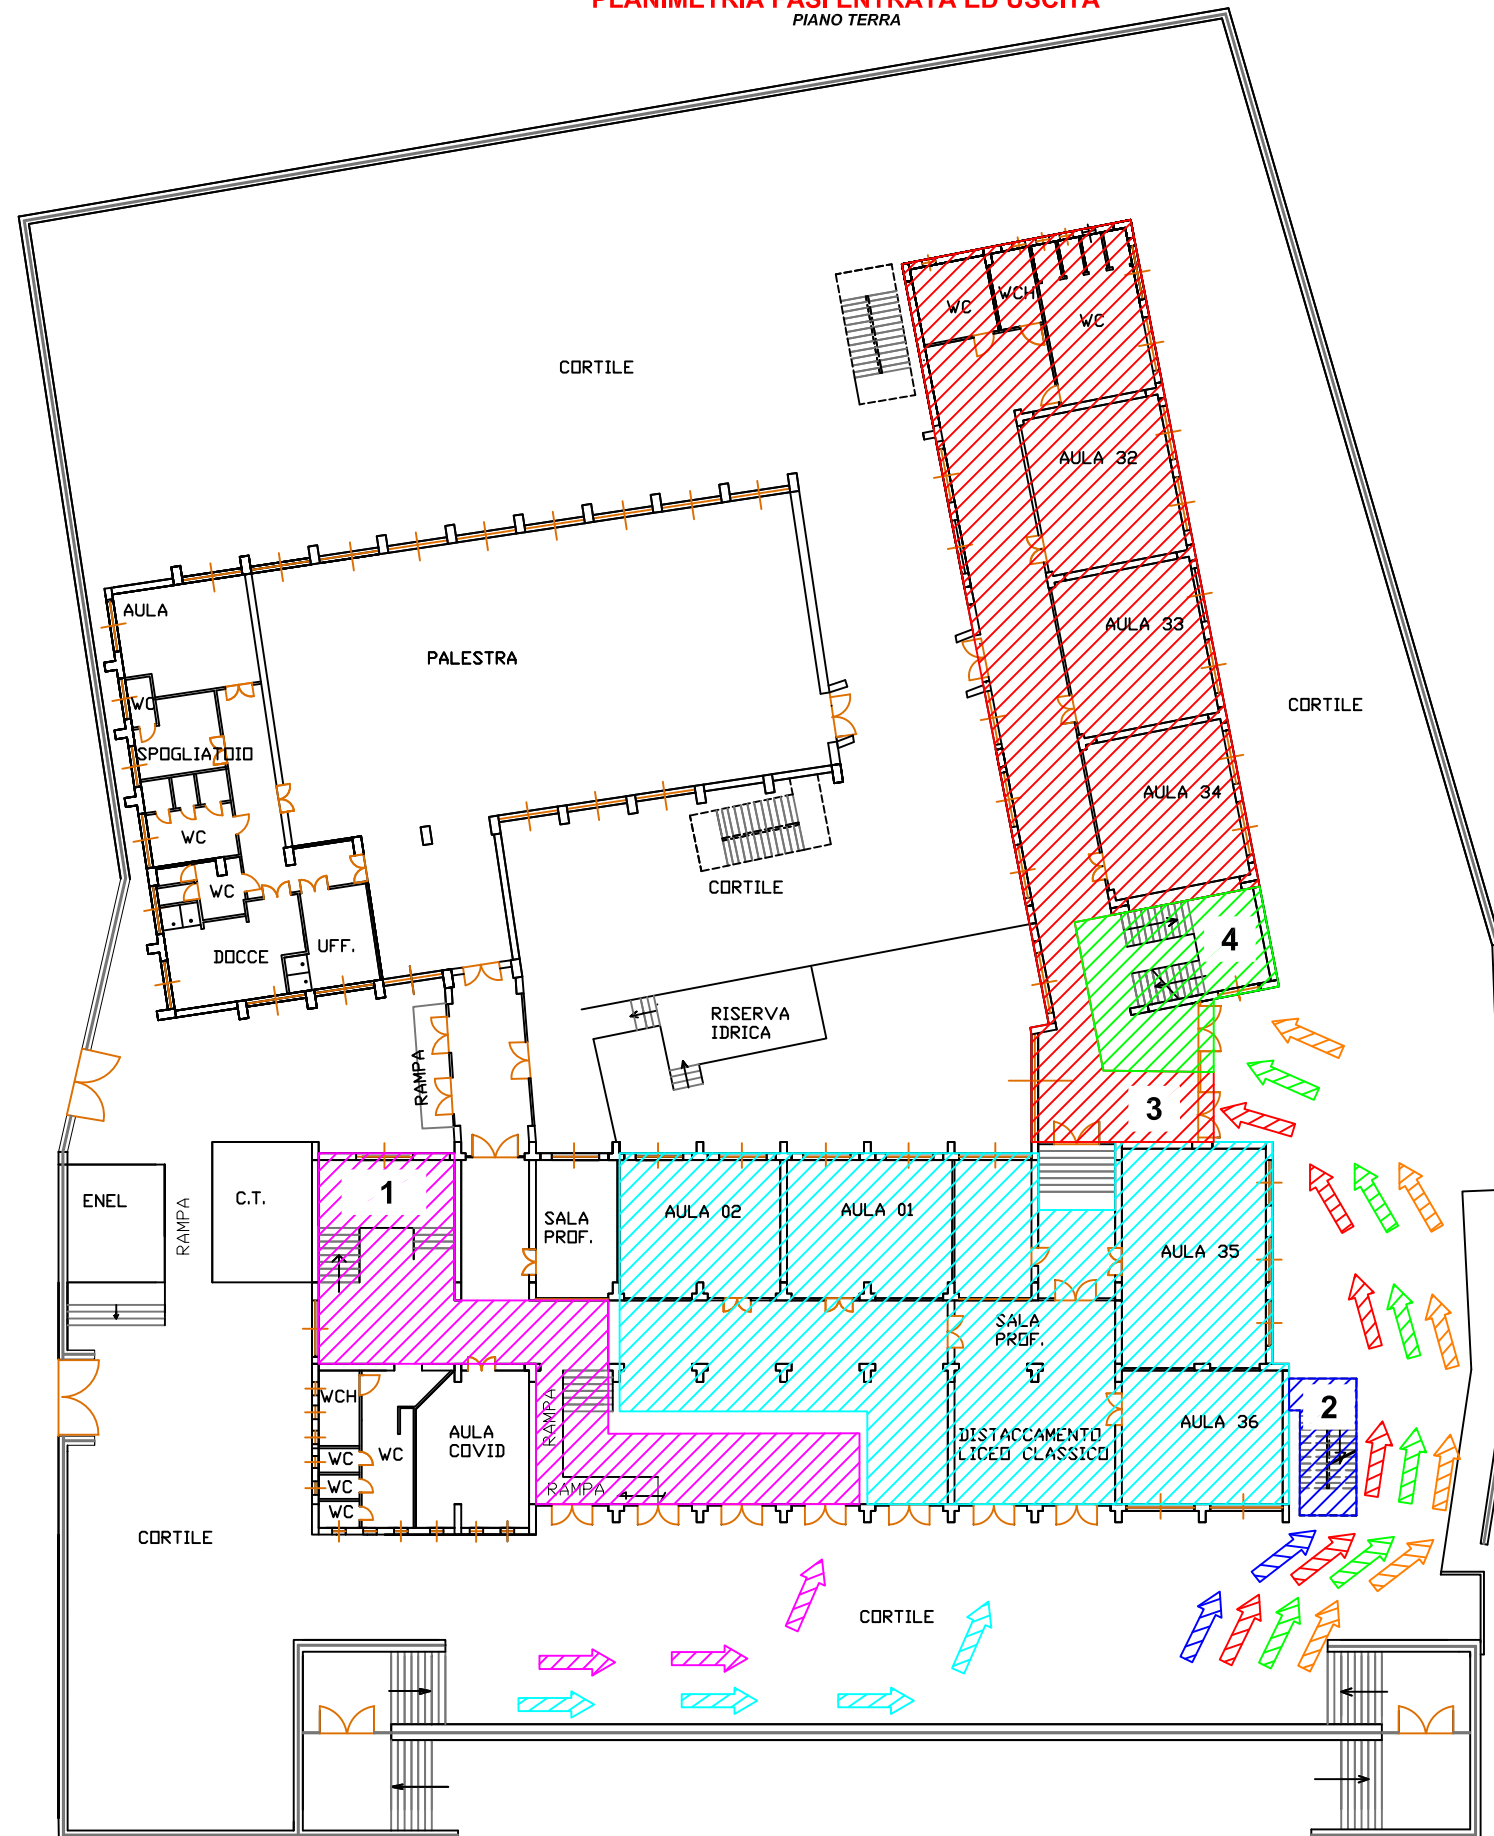 PLANIMETRIA FASI ENTRATA ED USCITA
PIANO TERRA
WC
WCH
WC
CORTILE
AULA 32
AULA
AULA 33
PALESTRA
WC
CORTILE
SPOGLIATOIO
AULA 34
WC
CORTILE
WC
4
UFF.
DOCCE
RISERVA
IDRICA
RAMPA
3
1
ENEL
C.T.
RAMPA
SALA
PROF.
AULA 02
AULA 01
AULA 35
SALA
PROF.
WCH
RAMPA
2
AULA 36
AULA
COVID
DISTACCAMENTO
LICEO CLASSICO
WC
WC
WC
RAMPA
WC
CORTILE
CORTILE